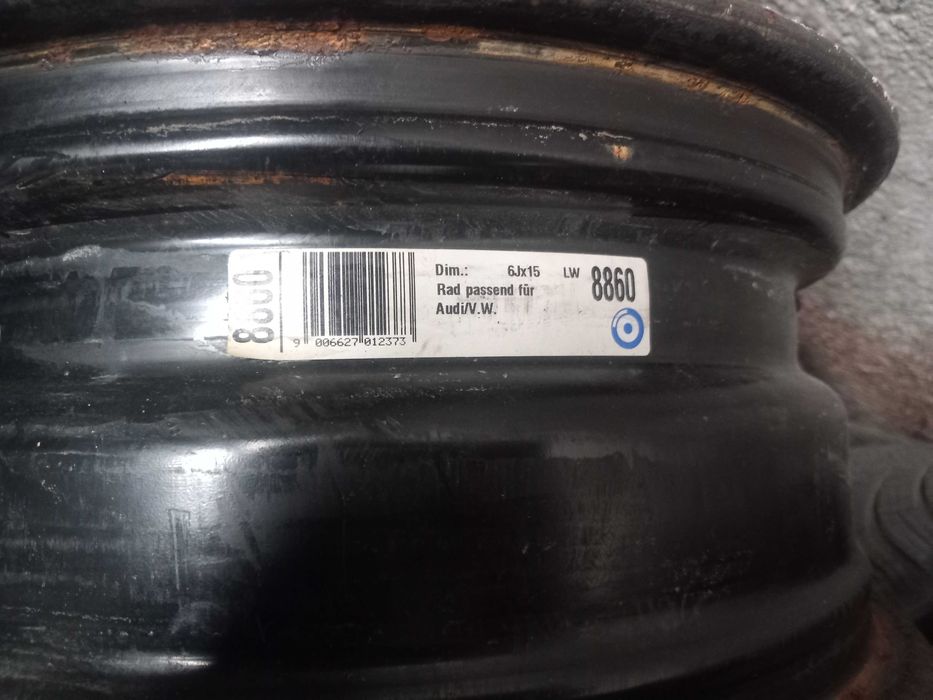 8860
Dim.: 6Jx15 LW 8860
Rad passend für
Audi/V.W.
9 006627 012373